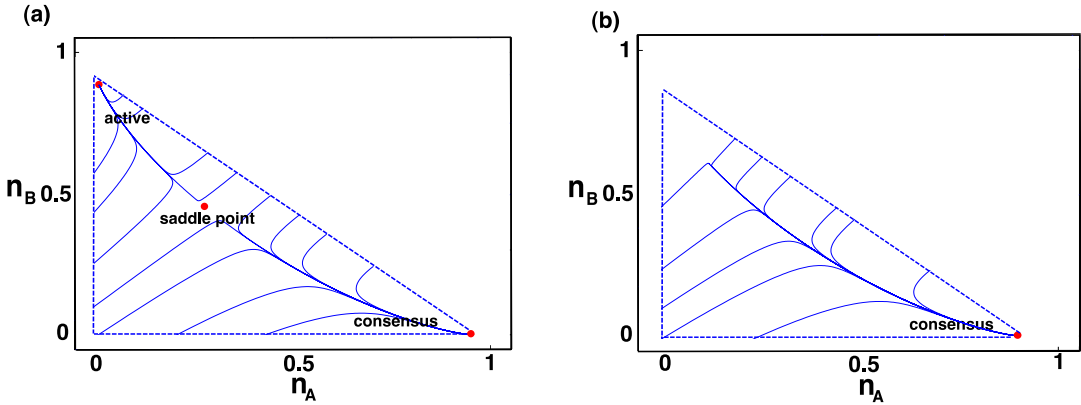 (a)
1
active
n_B 0.5
saddle point
consensus
0
0 0.5 1
n_A
(b)
1
n_B 0.5
consensus
0
0 0.5 1
n_A